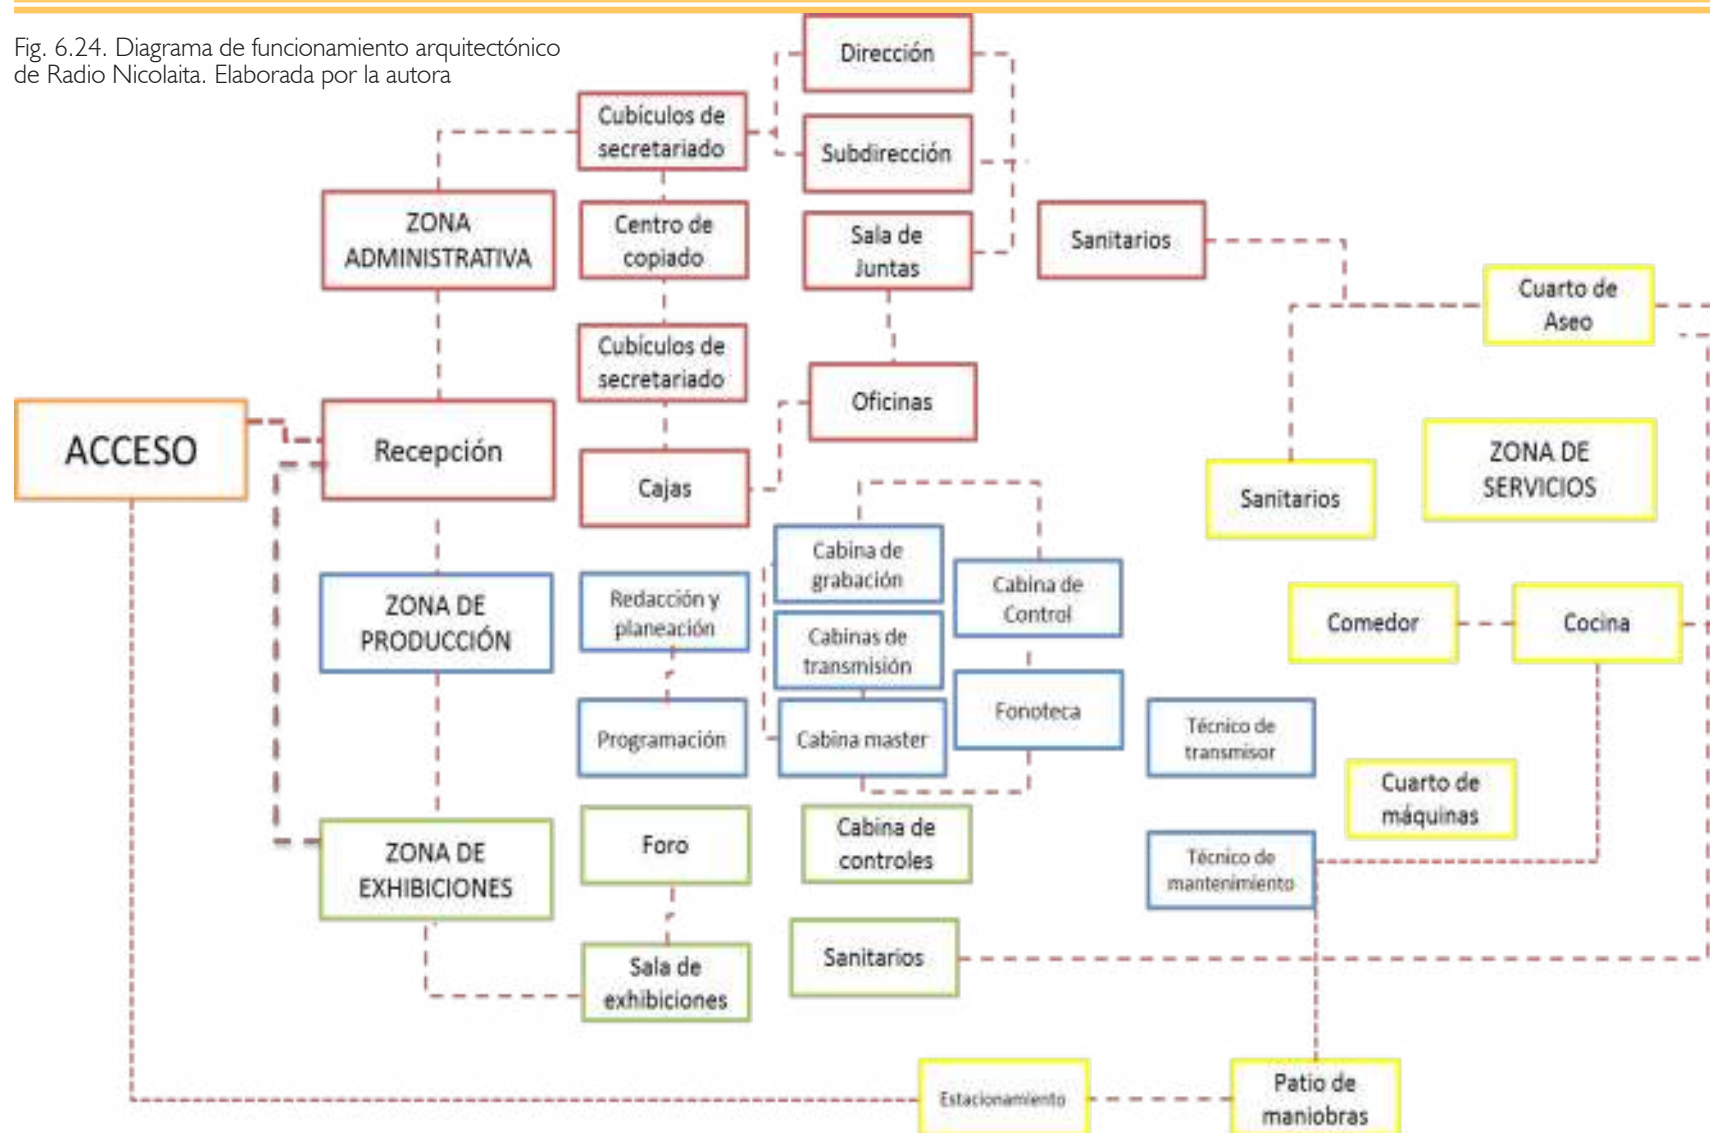 Fig. 6.24. Diagrama de funcionamiento arquitectónico
de Radio Nicolaita. Elaborada por la autora
Dirección
Cubículos de
secretariado
Subdirección
ZONA
ADMINISTRATIVA
Centro de
copiado
Sala de
Juntas
Sanitarios
Cuarto de
Aseo
Cubículos de
secretariado
Oficinas
ACCESO
Recepción
Cajas
Sanitarios
ZONA DE
SERVICIOS
Cabina de
grabación
ZONA DE
PRODUCCIÓN
Redacción y
planeación
Cabina de
Control
Cabinas de
transmisión
Comedor
Cocina
Programación
Cabina master
Fonoteca
Técnico de
transmisor
Cuarto de
máquinas
ZONA DE
EXHIBICIONES
Foro
Cabina de
controles
Técnico de
mantenimiento
Sala de
exhibiciones
Sanitarios
Estacionamiento
Patio de
maniobras